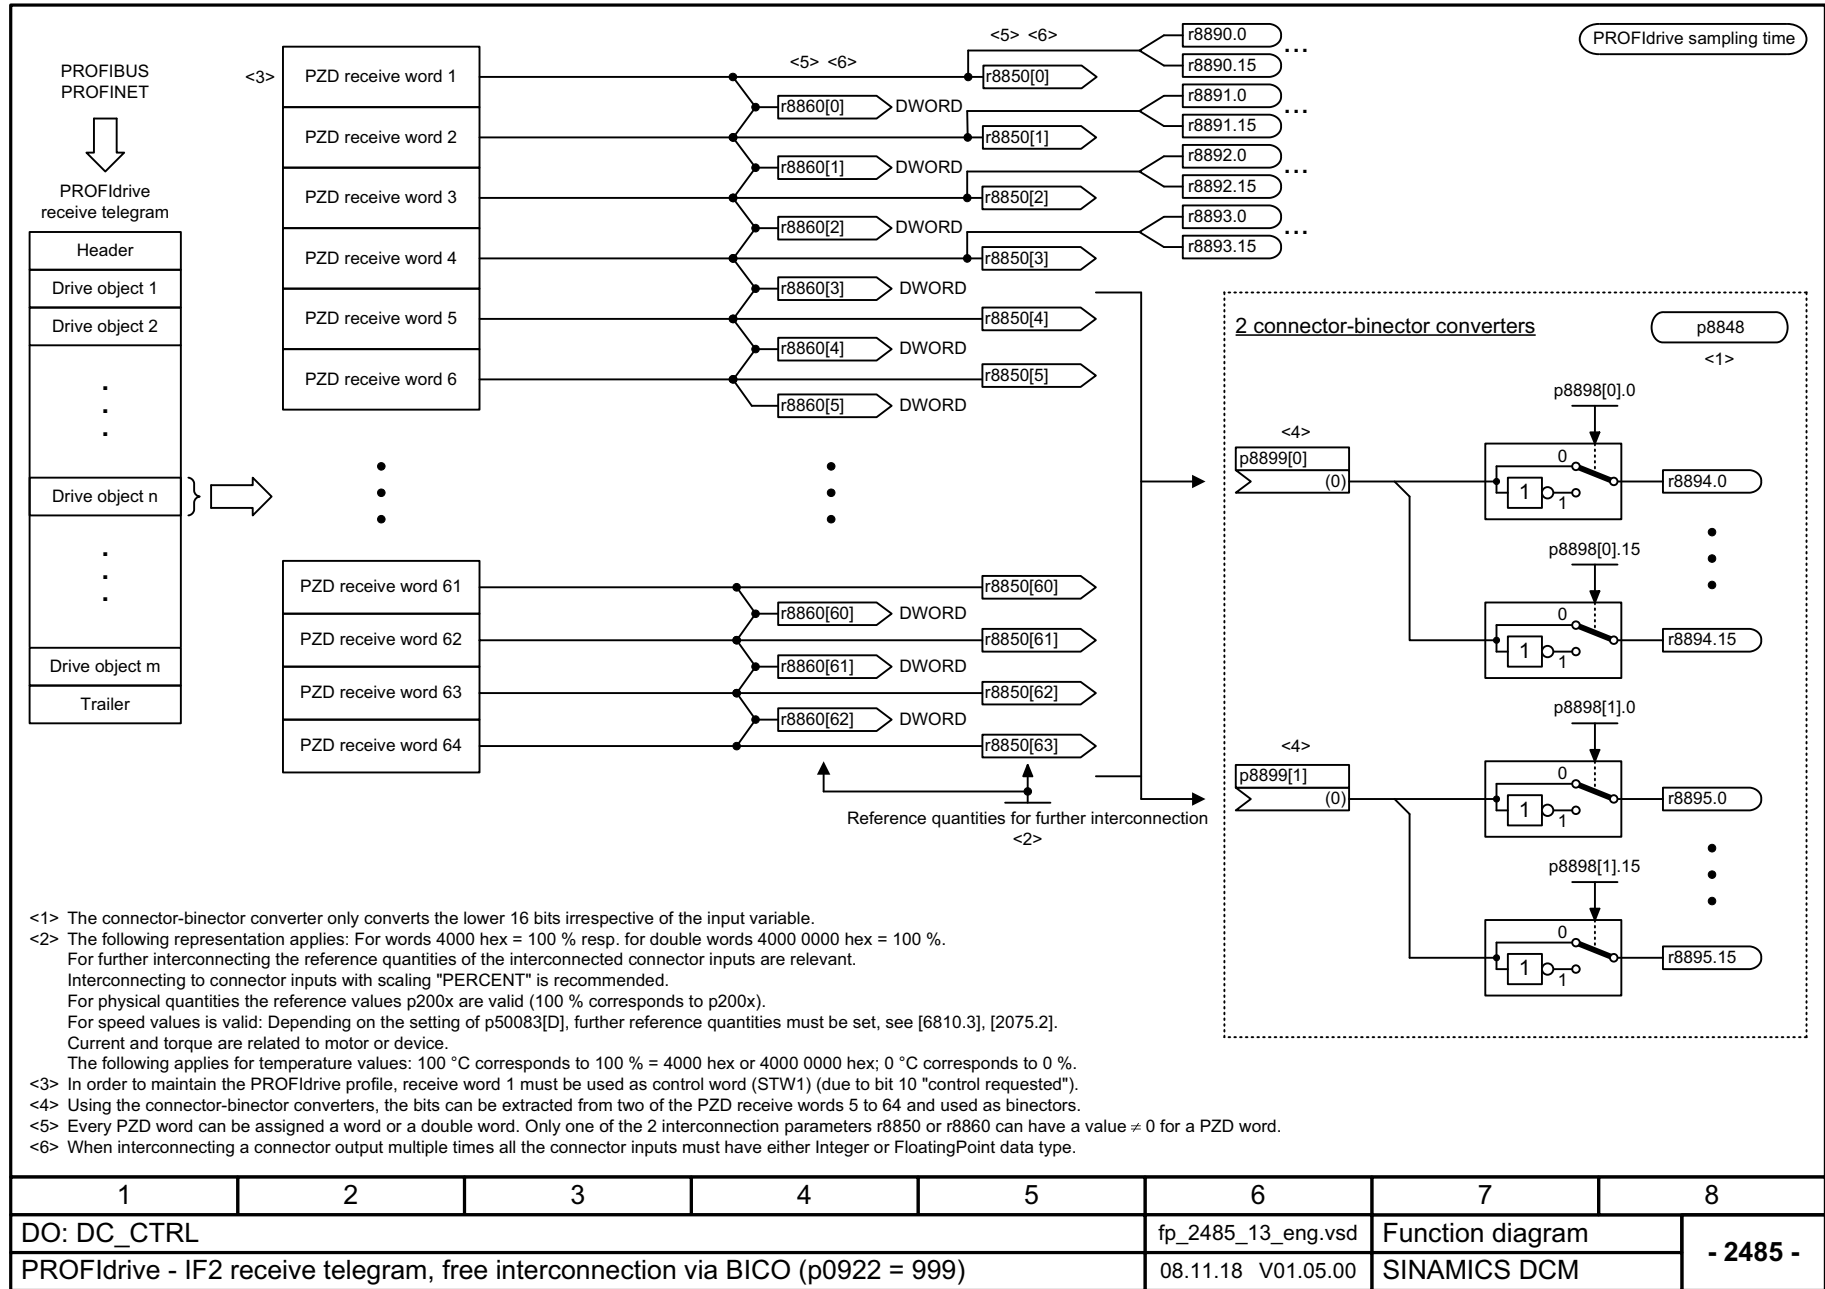 PROFIBUS
PROFINET
PROFIdrive
receive telegram
Header
Drive object 1
Drive object 2
.
.
.
Drive object n
}
.
.
.
Drive object m
Trailer
<3>
PZD receive word 1
PZD receive word 2
PZD receive word 3
PZD receive word 4
PZD receive word 5
PZD receive word 6
PZD receive word 61
PZD receive word 62
PZD receive word 63
PZD receive word 64
<5> <6>
r8860[0] DWORD
r8860[1] DWORD
r8860[2] DWORD
r8860[3] DWORD
r8860[4] DWORD
r8860[5] DWORD
r8860[60] DWORD
r8860[61] DWORD
r8860[62] DWORD
<5> <6>
r8850[0]
r8850[1]
r8850[2]
r8850[3]
r8850[4]
r8850[5]
r8850[60]
r8850[61]
r8850[62]
r8850[63]
Reference quantities for further interconnection
<2>
r8890.0
...
r8890.15
r8891.0
...
r8891.15
r8892.0
...
r8892.15
r8893.0
...
r8893.15
PROFIdrive sampling time
2 connector-binector converters
p8848
<1>
<4>
p8899[0]
(0)
p8898[0].0
0
1
1
r8894.0
p8898[0].15
0
1
1
r8894.15
<4>
p8899[1]
(0)
p8898[1].0
0
1
1
r8895.0
p8898[1].15
0
1
1
r8895.15
<1> The connector-binector converter only converts the lower 16 bits irrespective of the input variable.
<2> The following representation applies: For words 4000 hex = 100 % resp. for double words 4000 0000 hex = 100 %.
For further interconnecting the reference quantities of the interconnected connector inputs are relevant.
Interconnecting to connector inputs with scaling "PERCENT" is recommended.
For physical quantities the reference values p200x are valid (100 % corresponds to p200x).
For speed values is valid: Depending on the setting of p50083[D], further reference quantities must be set, see [6810.3], [2075.2].
Current and torque are related to motor or device.
The following applies for temperature values: 100 °C corresponds to 100 % = 4000 hex or 4000 0000 hex; 0 °C corresponds to 0 %.
<3> In order to maintain the PROFIdrive profile, receive word 1 must be used as control word (STW1) (due to bit 10 "control requested").
<4> Using the connector-binector converters, the bits can be extracted from two of the PZD receive words 5 to 64 and used as binectors.
<5> Every PZD word can be assigned a word or a double word. Only one of the 2 interconnection parameters r8850 or r8860 can have a value ≠ 0 for a PZD word.
<6> When interconnecting a connector output multiple times all the connector inputs must have either Integer or FloatingPoint data type.
1 2 3 4 5 6 7 8
DO: DC_CTRL
fp_2485_13_eng.vsd
Function diagram
- 2485 -
PROFIdrive - IF2 receive telegram, free interconnection via BICO (p0922 = 999)
08.11.18 V01.05.00
SINAMICS DCM